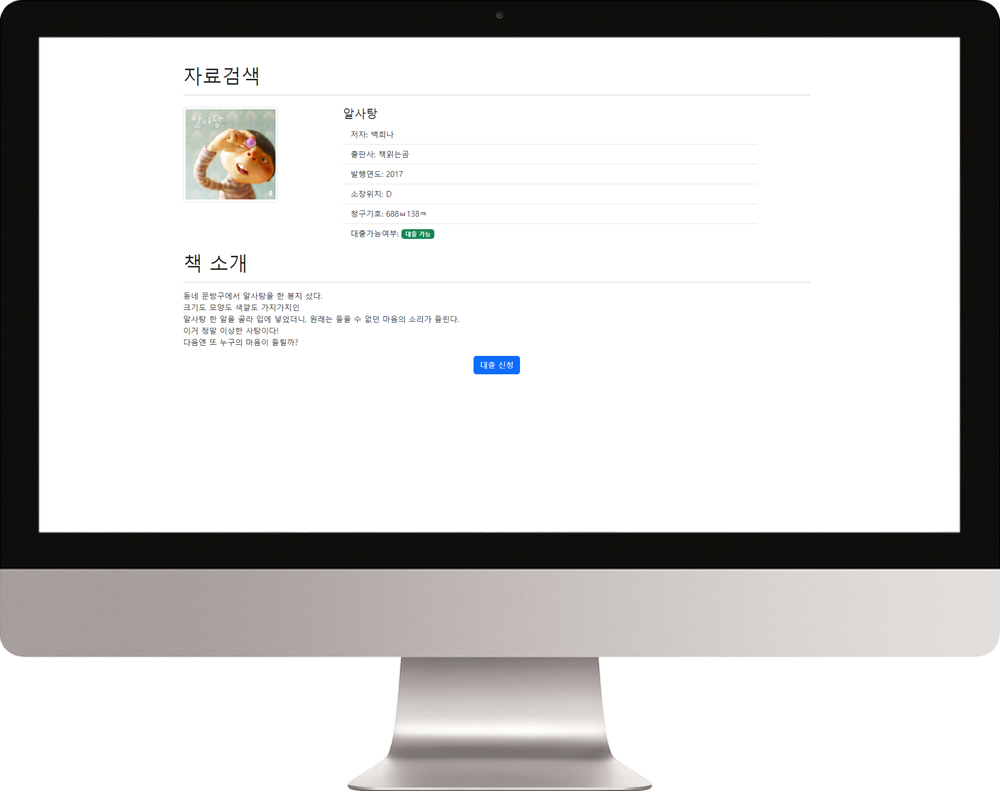 자료검색
알사탕
알사탕
저자: 백희나
출판사: 책읽는곰
발행연도: 2017
소장위치: D
청구기호: 688ㅂ138ㅋ
대출가능여부: 대출 가능
책 소개
동네 문방구에서 알사탕을 한 봉지 샀다.
크기도 모양도 색깔도 가지가지인
알사탕 한 알을 골라 입에 넣었더니, 원래는 들을 수 없던 마음의 소리가 들린다.
이거 정말 이상한 사탕이다!
다음엔 또 누구의 마음이 들릴까?
대출 신청